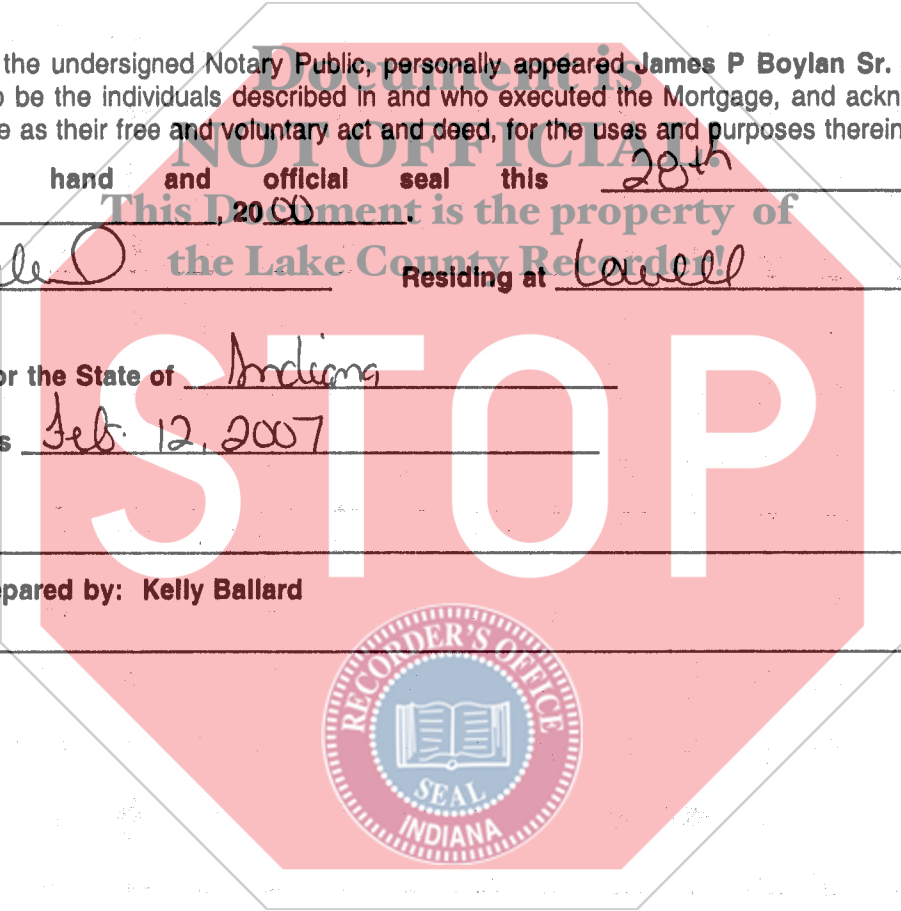 the undersigned Notary Public, personally appeared James P Boylan Sr.
o be the individuals described in and who executed the Mortgage, and ackn
e as their free and voluntary act and deed, for the uses and purposes therein
hand and official seal this 28th
, 20 00 .
Residing at Lowell
or the State of Indiana
s Feb. 12, 2007
epared by: Kelly Ballard
Document is
NOT OFFICIAL!
This Document is the property of
the Lake County Recorder!
STOP
RECORDER'S OFFICE
SEAL
INDIANA